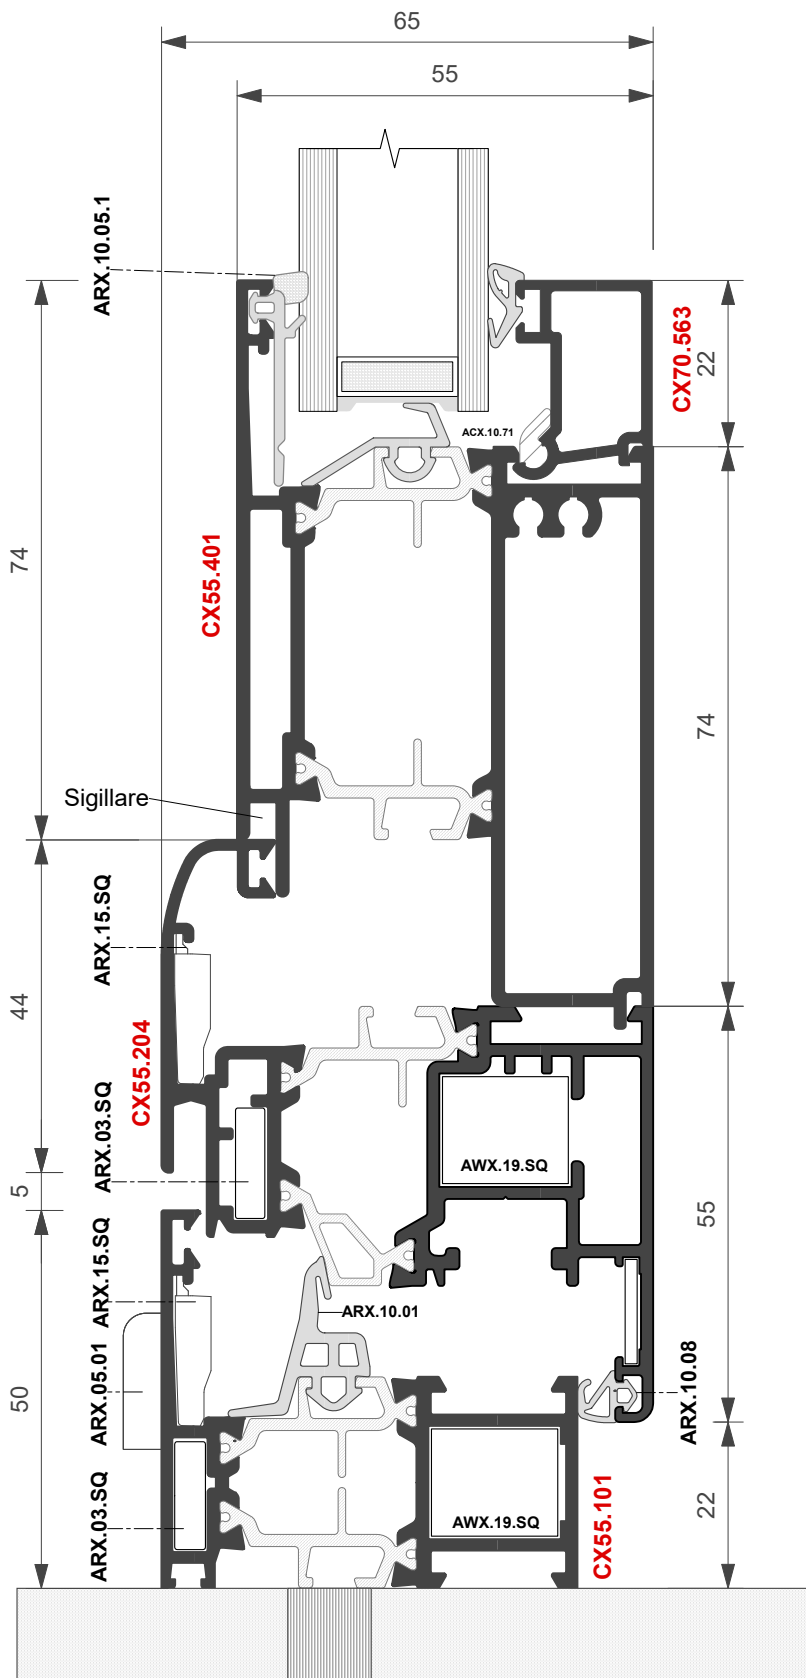 65
55
ARX.10.05.1
CX70.563
22
ACX.10.71
74
CX55.401
74
Sigillare
ARX.15.SQ
44
CX55.204
ARX.03.SQ
AWX.19.SQ
5
55
ARX.15.SQ
ARX.10.01
ARX.05.01
ARX.10.08
50
ARX.03.SQ
AWX.19.SQ
CX55.101
22